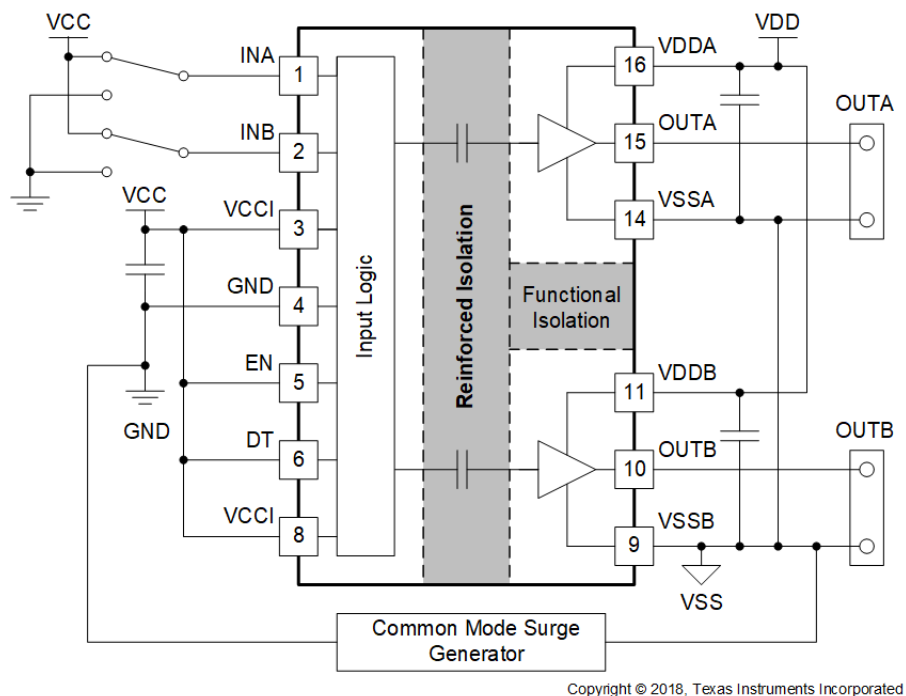 VCC
INA
1
INB
2
VCC
VCCI
3
GND
4
EN
5
GND
DT
6
VCCI
8
Input Logic
Reinforced Isolation
Functional
Isolation
VDDA
16
VDD
OUTA
15
OUTA
VSSA
14
VDDB
11
OUTB
10
OUTB
VSSB
9
VSS
Common Mode Surge
Generator
Copyright © 2018, Texas Instruments Incorporated